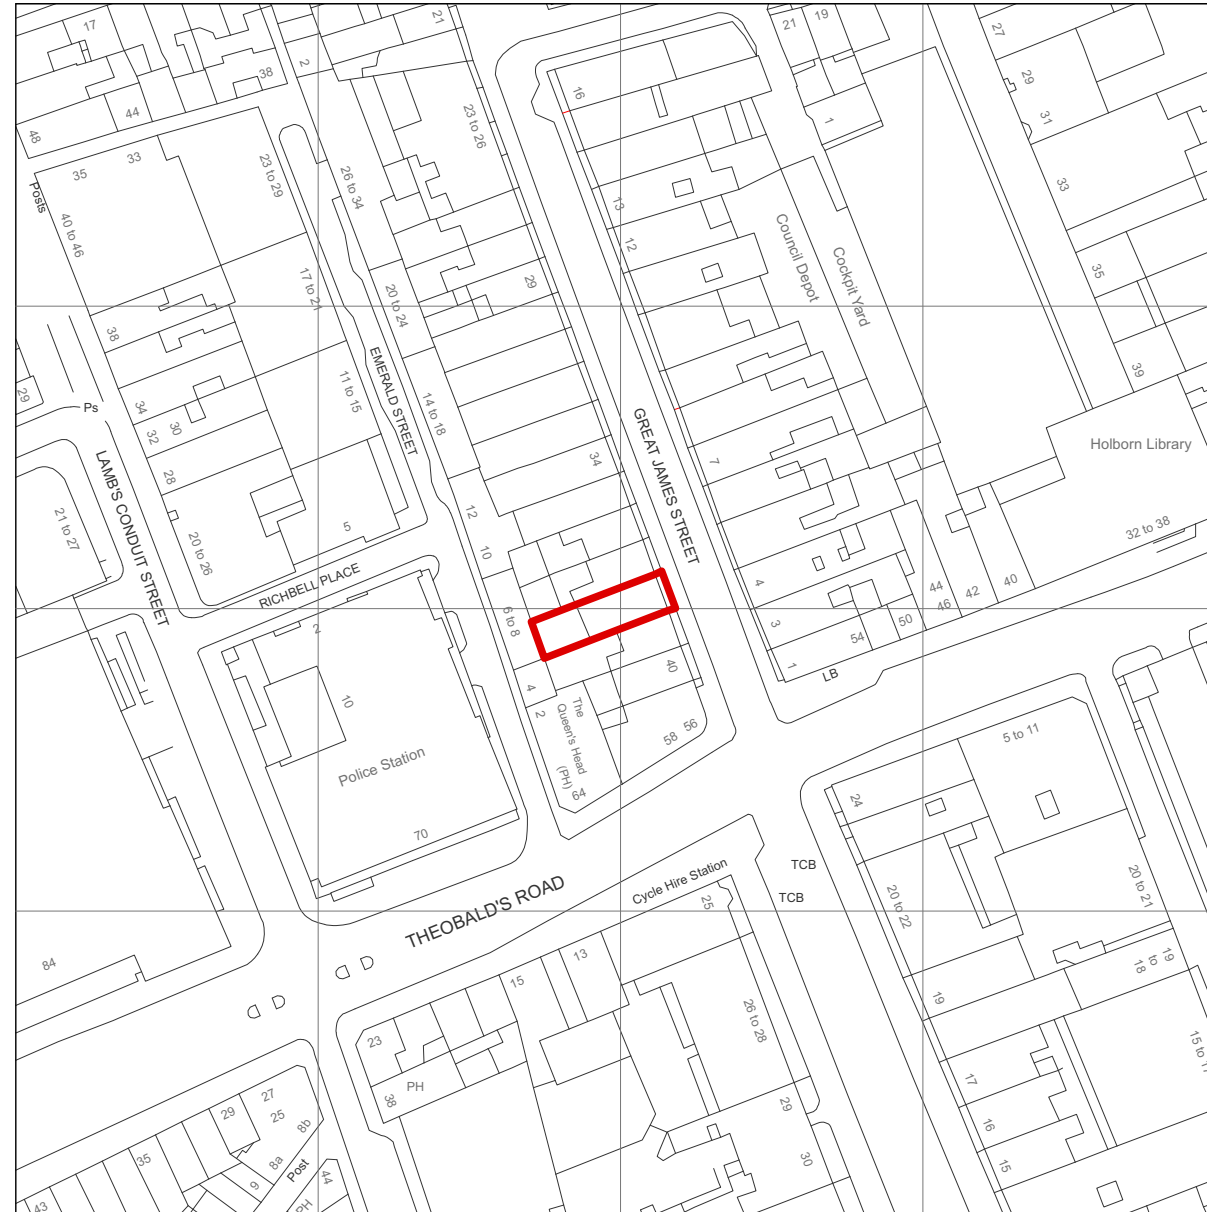 17
38
2
21
21
19
27
48
44
16
23 to 26
29
31
1
33
35
33
23 to 29
26 to 34
Posts
40 to 46
13
12
Council Depot
Cockpit Yard
35
17 to 21
20 to 24
29
38
EMERALD STREET
39
29
Ps
34
32
30
11 to 15
14 to 18
GREAT JAMES STREET
Holborn Library
34
7
LAMB'S CONDUIT STREET
28
21 to 27
20 to 26
5
12
10
32 to 38
RICHBELL PLACE
4
44
46
42
40
6 to 8
2
3
50
54
1
LB
40
4
2
10
The
Queen's Head
(PH)
64
58
56
Police Station
5 to 11
24
70
THEOBALD'S ROAD
Cycle Hire Station
TCB
TCB
25
20 to 22
20 to 21
84
13
15
18
to
19
19
23
26 to 28
15 to 1
PH
38
17
16
15
29
30
27
25
29
8b
35
8a
Post
9
44
PH
43